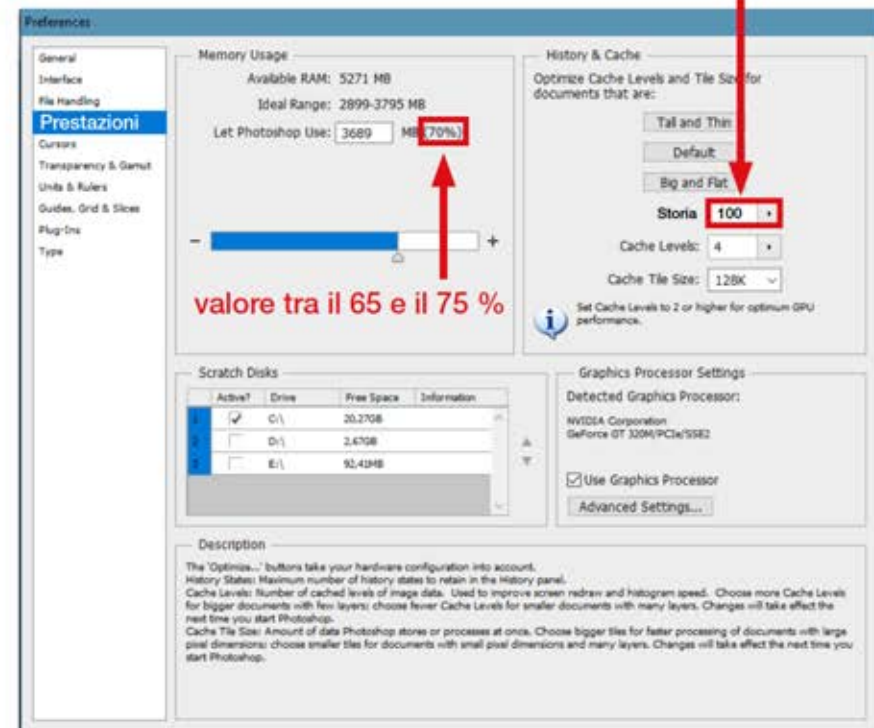 Preferences
General
Interface
File Handling
Prestazioni
Cursors
Transparency & Gamut
Units & Rulers
Guides, Grid & Slices
Plug-Ins
Type
Memory Usage
Available RAM: 5271 MB
Ideal Range: 2899-3795 MB
Let Photoshop Use: 3689 MB (70%)
- +
valore tra il 65 e il 75 %
History & Cache
Optimize Cache Levels and Tile Size for
documents that are:
Tall and Thin
Default
Big and Flat
Storia 100
Cache Levels: 4
Cache Tile Size: 128K
Set Cache Levels to 2 or higher for optimum GPU
performance.
Scratch Disks
Active? Drive Free Space Information
1 C:\ 20,27GB
2 D:\ 2,67GB
3 E:\ 92,41MB
Graphics Processor Settings
Detected Graphics Processor:
NVIDIA Corporation
GeForce GT 320M/PCIe/SSE2
Use Graphics Processor
Advanced Settings...
Description
The 'Optimize...' buttons take your hardware configuration into account.
History States: Maximum number of history states to retain in the History panel.
Cache Levels: Number of cached levels of image data.  Used to improve screen redraw and histogram speed.  Choose more Cache Levels
for bigger documents with few layers; choose fewer Cache Levels for smaller documents with many layers. Changes will take effect the
next time you start Photoshop.
Cache Tile Size: Amount of data Photoshop stores or processes at once. Choose bigger tiles for faster processing of documents with large
pixel dimensions; choose smaller tiles for documents with small pixel dimensions and many layers. Changes will take effect the next time you
start Photoshop.